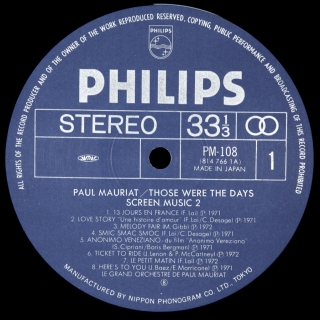 ALL RIGHTS OF THE RECORD PRODUCER AND OF THE OWNER OF THE WORK REPRODUCED RESERVED, COPYING, PUBLIC PERFORMANCE AND BROADCASTING OF THIS RECORD PROHIBITED
PHILIPS
PHILIPS
STEREO 33 1/3
PM-108
(814 766 1A)
MADE IN JAPAN
1
PAUL MAURIAT / THOSE WERE THE DAYS
SCREEN MUSIC 2
1. 13 JOURS EN FRANCE (F. Lai) Ⓟ 1971
2. LOVE STORY "Une histoire d'amour" (F. Lai/C. Desage) Ⓟ 1971
3. MELODY FAIR (M. Gibb) Ⓟ 1972
4. SMIC SMAC SMOC (F. Lai/C. Desage) Ⓟ 1971
5. ANONIMO VENEZIANO - du film "Anonimo Veneziano"
(S. Cipriani/Boris Bergman) Ⓟ 1971
6. TICKET TO RIDE (J. Lenon & P. McCartney) Ⓟ 1972
7. LE PETIT MATIN (F. Lai) Ⓟ 1971
8. HERE'S TO YOU (J. Baez/E. Morricone) Ⓟ 1971
LE GRAND ORCHESTRE DE PAUL MAURIAT
MANUFACTURED BY NIPPON PHONOGRAM CO., LTD., TOKYO